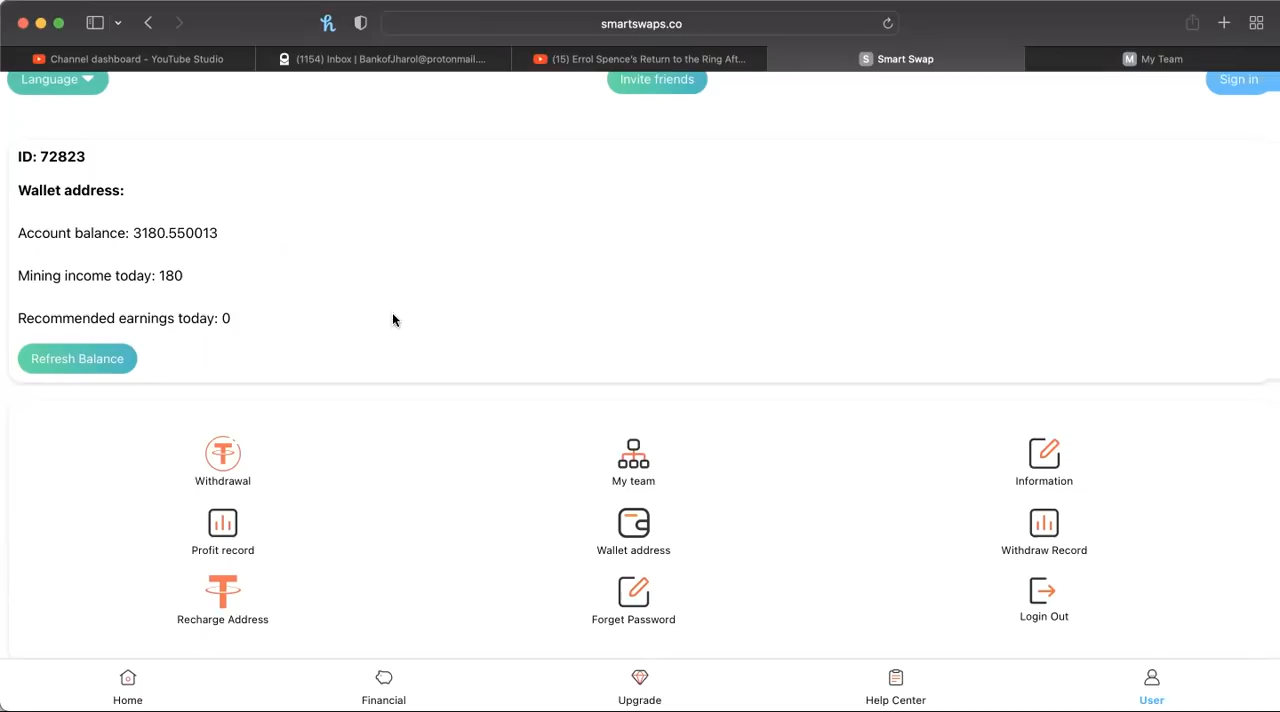 smartswaps.co
Channel dashboard - YouTube Studio
(1154) Inbox | BankofJharol@protonmail....
(15) Errol Spence's Return to the Ring Aft...
S Smart Swap
M My Team
Language
Invite friends
Sign in
ID: 72823
Wallet address:
Account balance: 3180.550013
Mining income today: 180
Recommended earnings today: 0
Refresh Balance
Withdrawal
My team
Information
Profit record
Wallet address
Withdraw Record
Recharge Address
Forget Password
Login Out
Home
Financial
Upgrade
Help Center
User